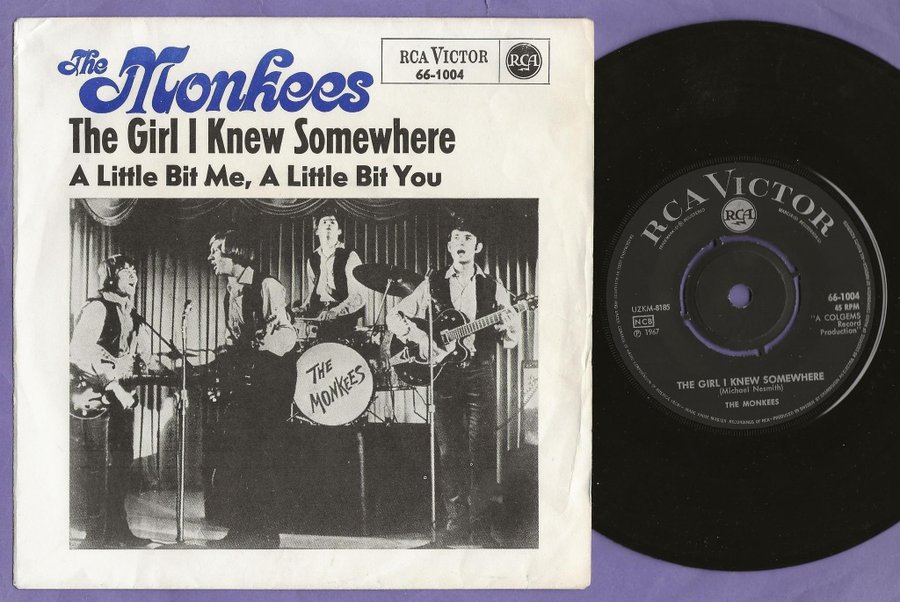 The Monkees
RCA VICTOR
66-1004
RCA
The Girl I Knew Somewhere
A Little Bit Me, A Little Bit You
THE
MONKEES
RCA VICTOR
RCA
UZKM-8185
NCB
℗ 1967
66-1004
45 RPM
"A COLGEMS
Record
Production"
THE GIRL I KNEW SOMEWHERE
(Michael Nesmith)
THE MONKEES